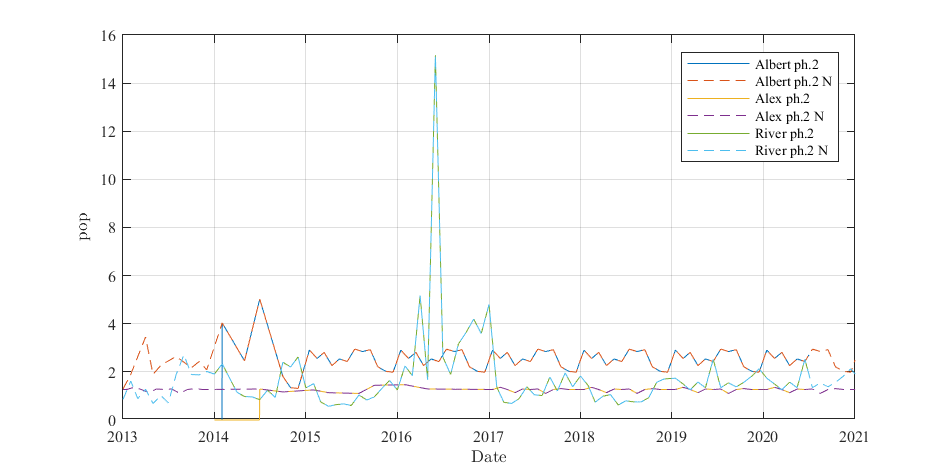 16
14
12
10
8
6
4
2
0
pop
2013 2014 2015 2016 2017 2018 2019 2020 2021
Date
Albert ph.2
Albert ph.2 N
Alex ph.2
Alex ph.2 N
River ph.2
River ph.2 N